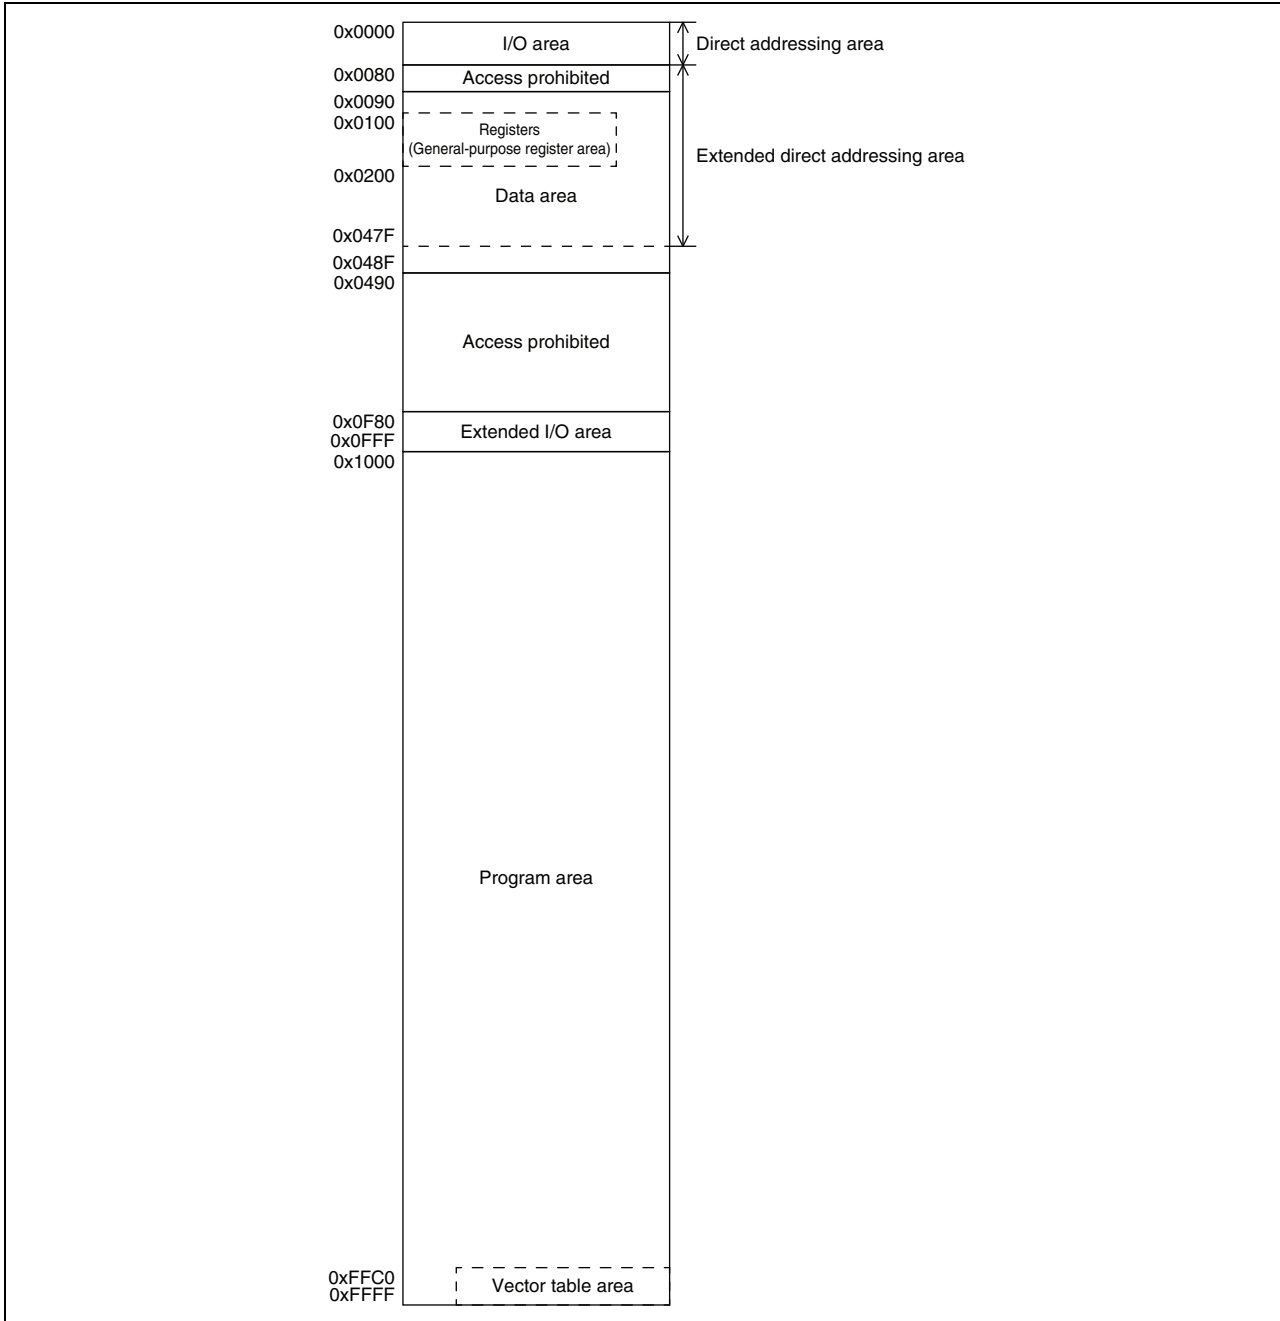 0x0000
I/O area
Direct addressing area
0x0080
Access prohibited
0x0090
0x0100
Registers
(General-purpose register area)
Extended direct addressing area
0x0200
Data area
0x047F
0x048F
0x0490
Access prohibited
0x0F80
Extended I/O area
0x0FFF
0x1000
Program area
0xFFC0
Vector table area
0xFFFF